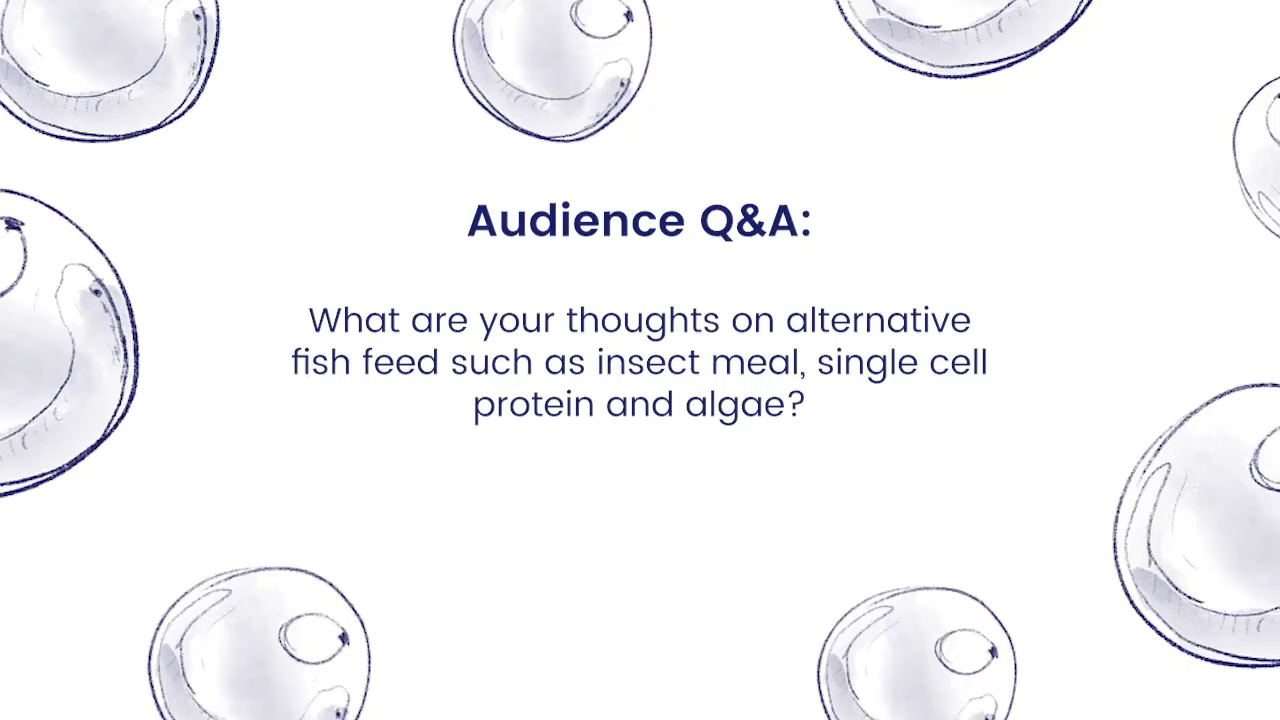 Audience Q&A:
What are your thoughts on alternative
fish feed such as insect meal, single cell
protein and algae?